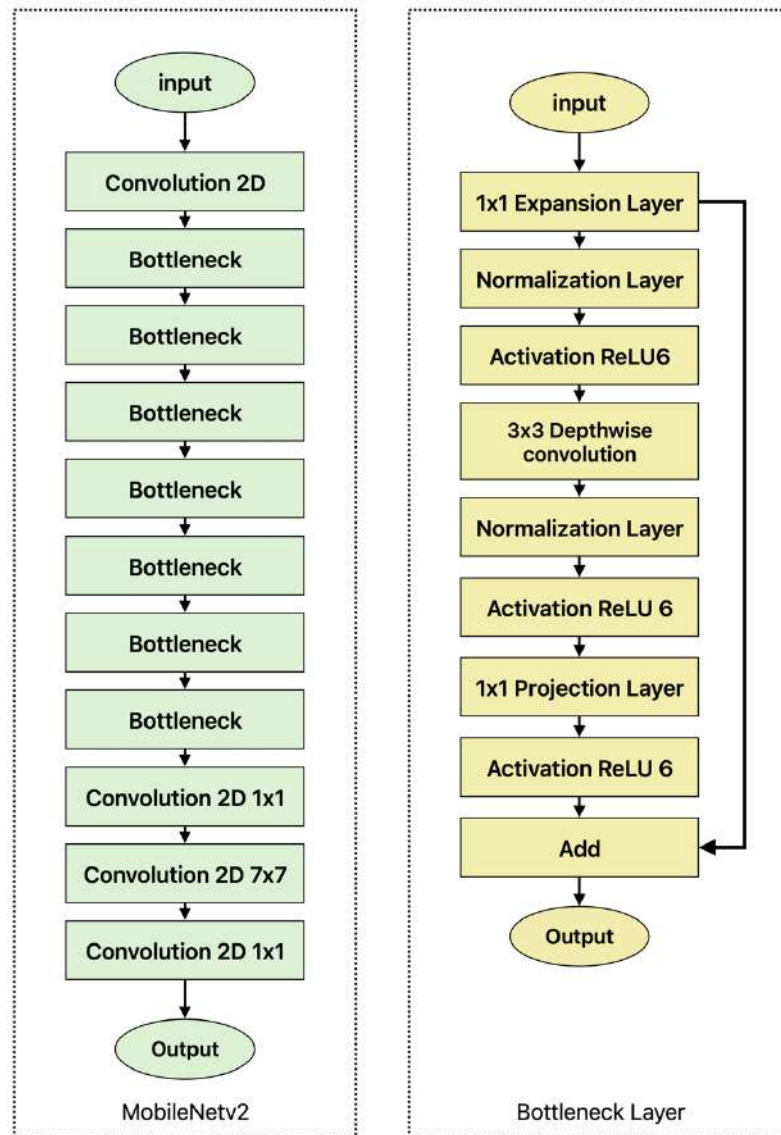 input
Convolution 2D
Bottleneck
Bottleneck
Bottleneck
Bottleneck
Bottleneck
Bottleneck
Bottleneck
Convolution 2D 1x1
Convolution 2D 7x7
Convolution 2D 1x1
Output
MobileNetv2
input
1x1 Expansion Layer
Normalization Layer
Activation ReLU6
3x3 Depthwise
convolution
Normalization Layer
Activation ReLU 6
1x1 Projection Layer
Activation ReLU 6
Add
Output
Bottleneck Layer